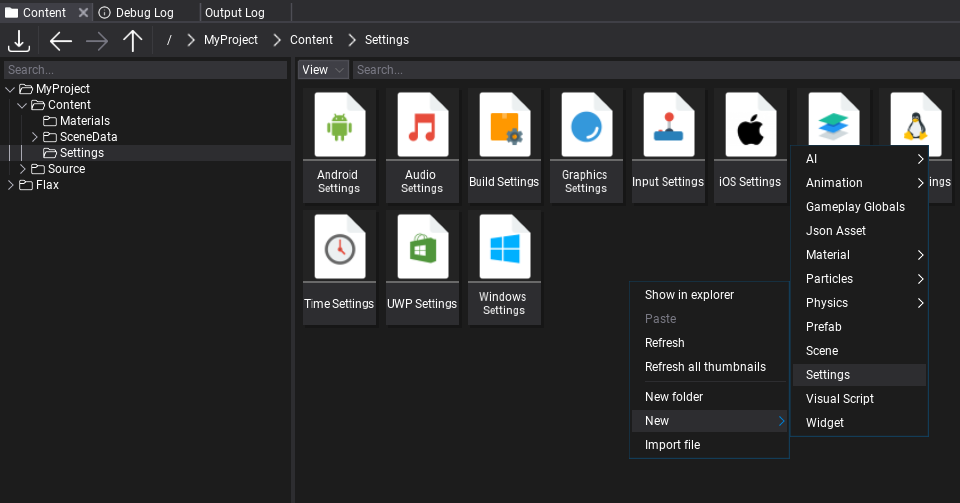 Content
Debug Log
Output Log
/
MyProject
Content
Settings
Search...
View
Search...
MyProject
Content
Materials
SceneData
Settings
Source
Flax
Android
Settings
Audio
Settings
Build Settings
Graphics
Settings
Input Settings
iOS Settings
ings
Time Settings
UWP Settings
Windows
Settings
Show in explorer
Paste
Refresh
Refresh all thumbnails
New folder
New
Import file
AI
Animation
Gameplay Globals
Json Asset
Material
Particles
Physics
Prefab
Scene
Settings
Visual Script
Widget